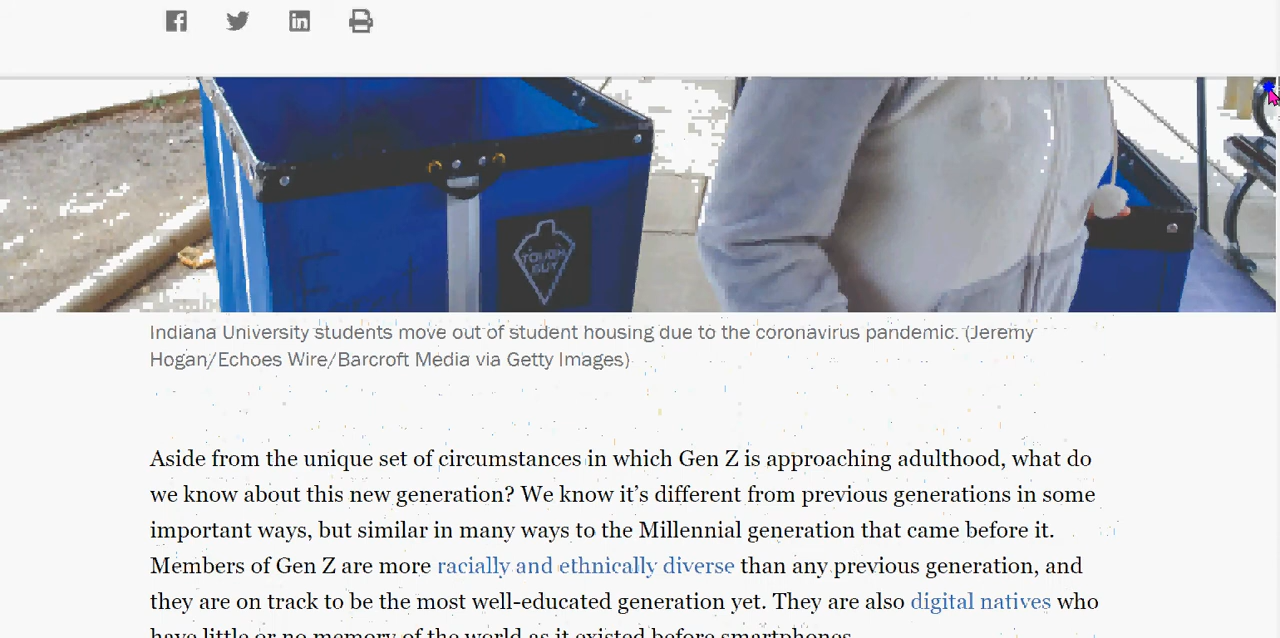 TOUGH
GUY
Indiana University students move out of student housing due to the coronavirus pandemic. (Jeremy
Hogan/Echoes Wire/Barcroft Media via Getty Images)
Aside from the unique set of circumstances in which Gen Z is approaching adulthood, what do
we know about this new generation? We know it’s different from previous generations in some
important ways, but similar in many ways to the Millennial generation that came before it.
Members of Gen Z are more racially and ethnically diverse than any previous generation, and
they are on track to be the most well-educated generation yet. They are also digital natives who
have little or no memory of the world as it existed before smartphones.